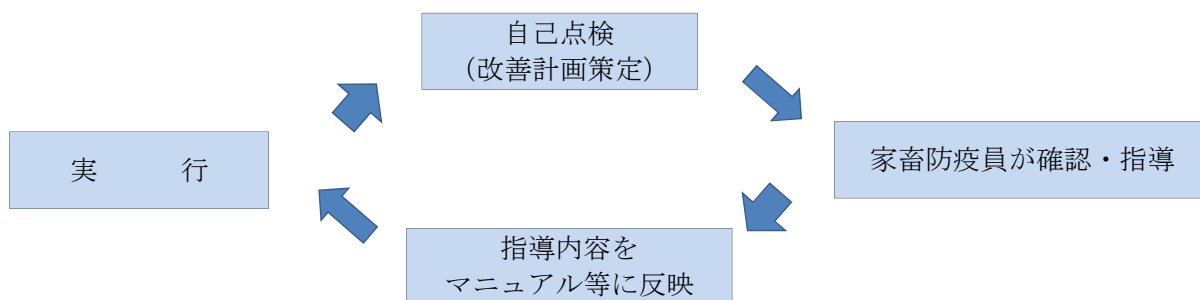 自己点検
（改善計画策定）
家畜防疫員が確認・指導
指導内容を
マニュアル等に反映
実　　　行